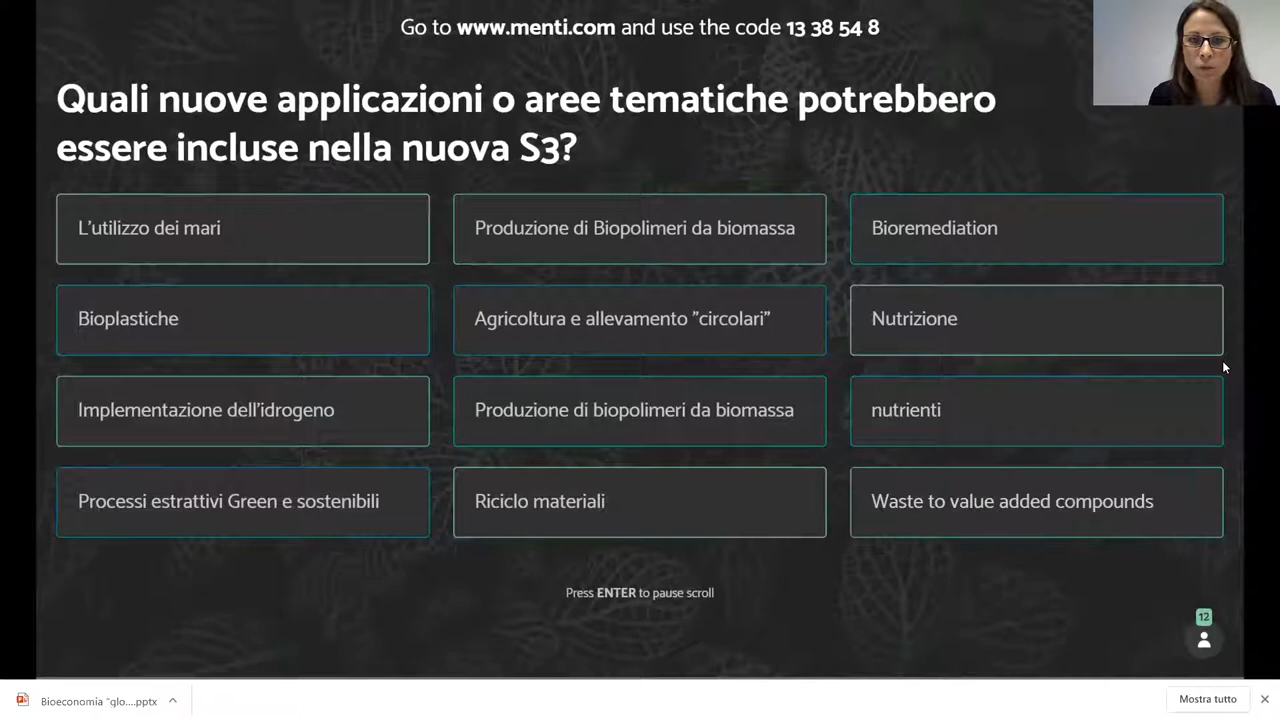 Go to www.menti.com and use the code 13 38 54 8
Quali nuove applicazioni o aree tematiche potrebbero
essere incluse nella nuova S3?
L'utilizzo dei mari
Produzione di Biopolimeri da biomassa
Bioremediation
Bioplastiche
Agricoltura e allevamento "circolari"
Nutrizione
Implementazione dell'idrogeno
Produzione di biopolimeri da biomassa
nutrienti
Processi estrattivi Green e sostenibili
Riciclo materiali
Waste to value added compounds
Press ENTER to pause scroll
12
Bioeconomia "glo....pptx
Mostra tutto